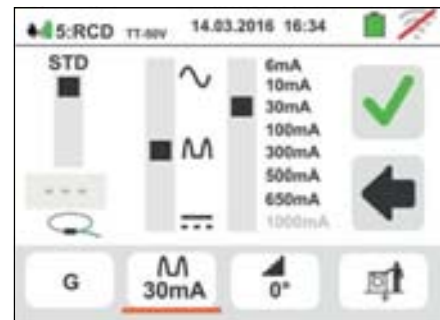 5:RCD TT-50V 14.03.2016 16:34
STD
6mA
10mA
30mA
100mA
300mA
500mA
650mA
1000mA
- - -
G
30mA
0°